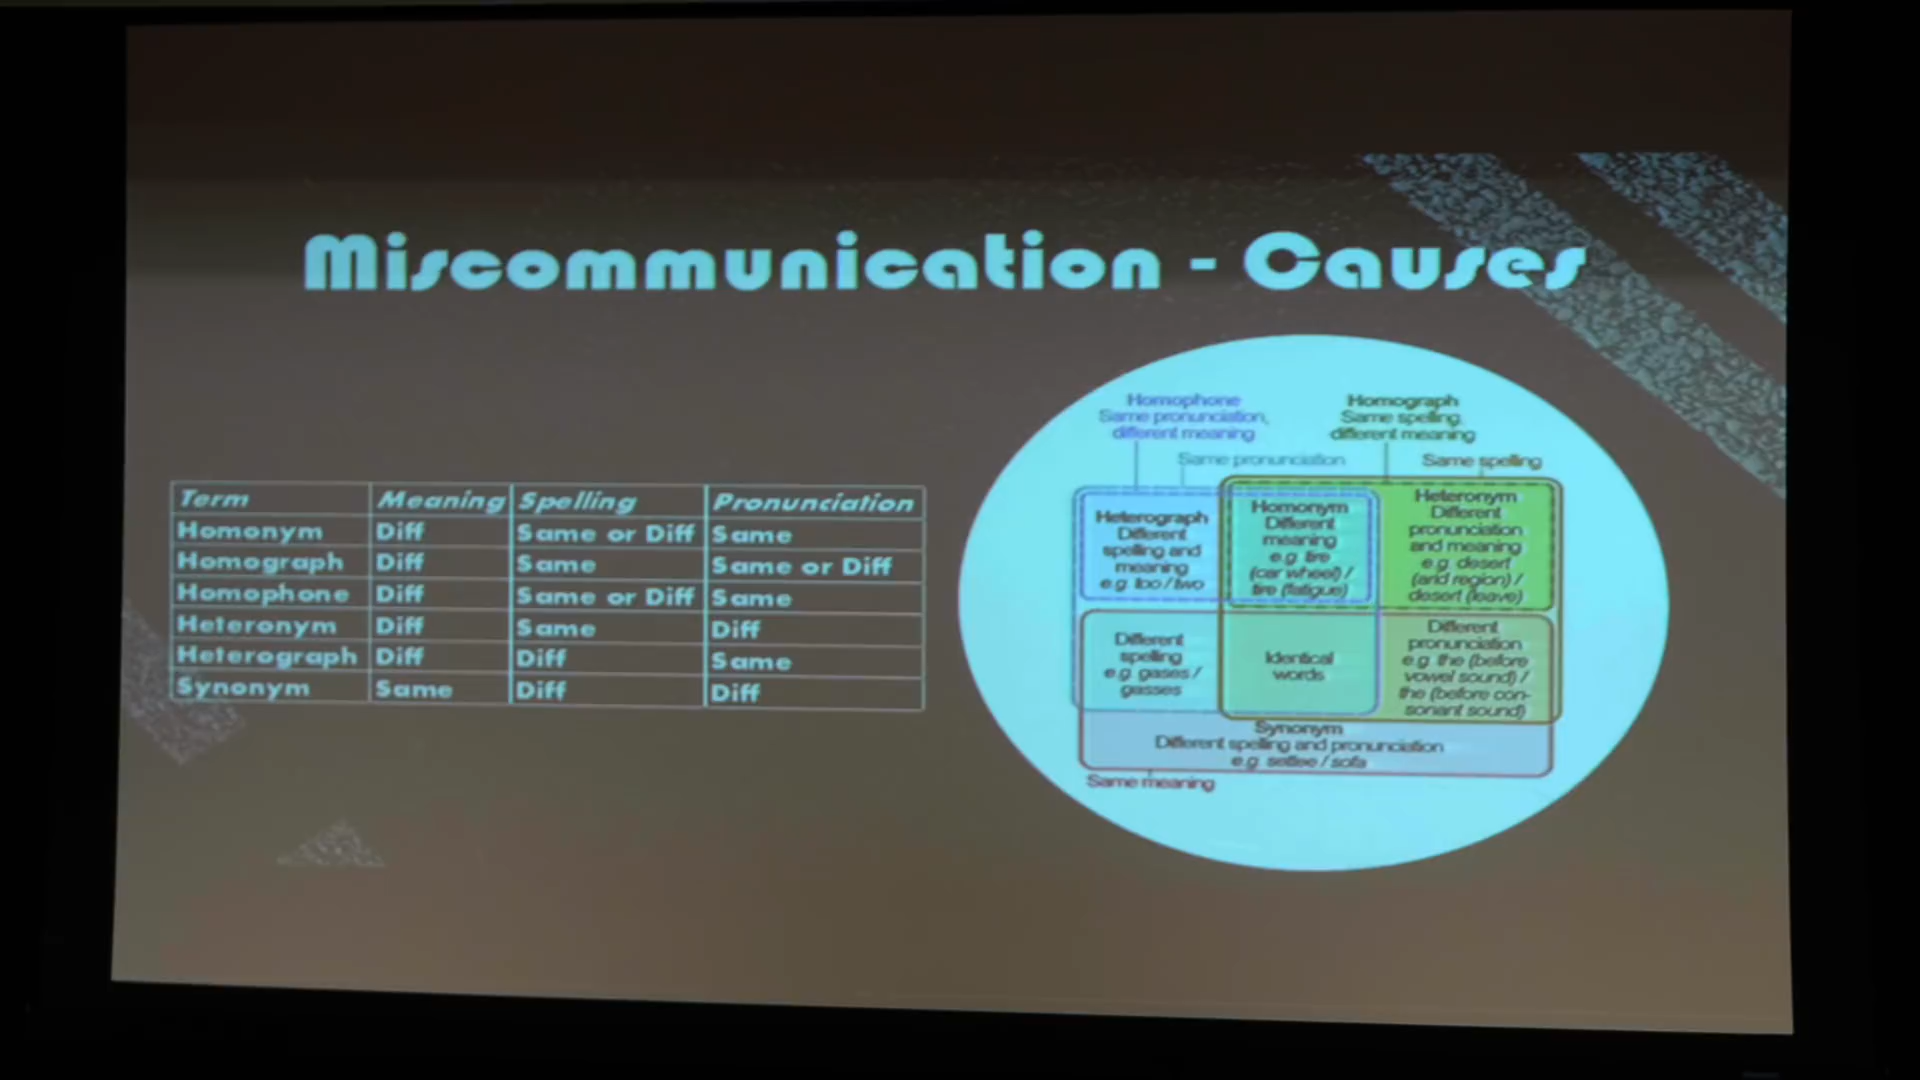 Miscommunication - Causes
Term Meaning Spelling Pronunciation
Homonym Diff Same or Diff Same
Homograph Diff Same Same or Diff
Homophone Diff Same or Diff Same
Heteronym Diff Same Diff
Heterograph Diff Diff Same
Synonym Same Diff Diff
Homophone
Same pronunciation,
different meaning
Homograph
Same spelling,
different meaning
Same pronunciation
Same spelling
Heterograph
Different
spelling and
meaning
e.g. too / two
Homonym
Different
meaning
e.g. tire
(car wheel) /
tire (fatigue)
Heteronym
Different
pronunciation
and meaning
e.g. desert
(arid region) /
desert (leave)
Different
spelling
e.g. gases /
gasses
Identical
words
Different
pronunciation
e.g. the (before
vowel sound) /
the (before con-
sonant sound)
Synonym
Different spelling and pronunciation
e.g. settee / sofa
Same meaning